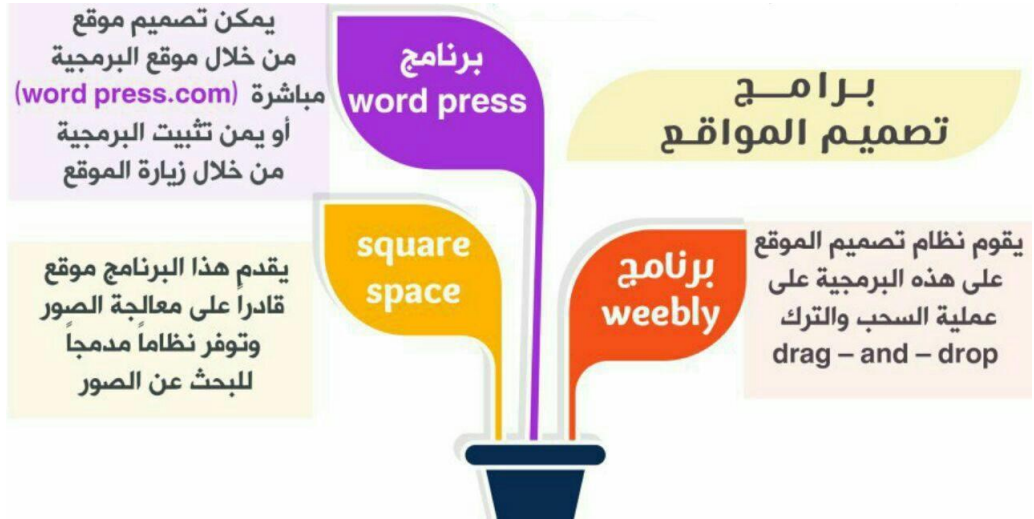 برامج
تصميم المواقع
برنامج
word press
يمكن تصميم موقع
من خلال موقع البرمجية
مباشرة (word press.com)
أو يمن تثبيت البرمجية
من خلال زيارة الموقع
برنامج
weebly
يقوم نظام تصميم الموقع
على هذه البرمجية على
عملية السحب والترك
drag – and – drop
square
space
يقدم هذا البرنامج موقع
قادراً على معالجة الصور
وتوفر نظاماً مدمجاً
للبحث عن الصور